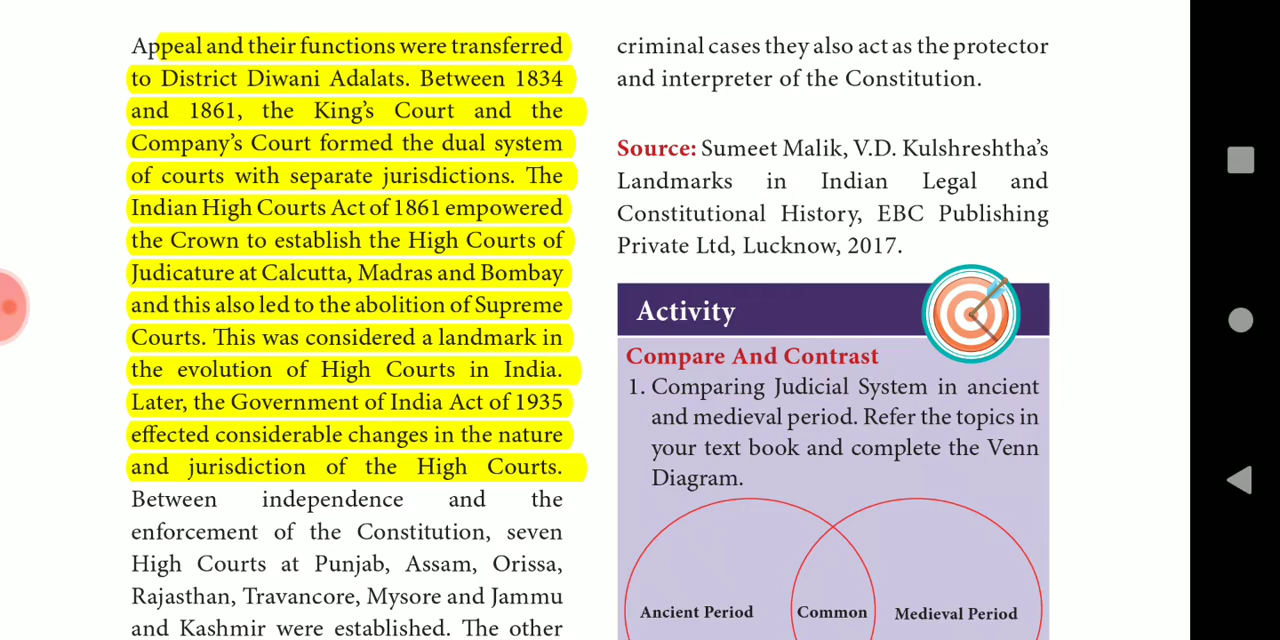 Appeal and their functions were transferred
to District Diwani Adalats. Between 1834
and 1861, the King’s Court and the
Company’s Court formed the dual system
of courts with separate jurisdictions. The
Indian High Courts Act of 1861 empowered
the Crown to establish the High Courts of
Judicature at Calcutta, Madras and Bombay
and this also led to the abolition of Supreme
Courts. This was considered a landmark in
the evolution of High Courts in India.
Later, the Government of India Act of 1935
effected considerable changes in the nature
and jurisdiction of the High Courts.
Between independence and the
enforcement of the Constitution, seven
High Courts at Punjab, Assam, Orissa,
Rajasthan, Travancore, Mysore and Jammu
and Kashmir were established. The other
criminal cases they also act as the protector
and interpreter of the Constitution.
Source: Sumeet Malik, V.D. Kulshreshtha’s
Landmarks in Indian Legal and
Constitutional History, EBC Publishing
Private Ltd, Lucknow, 2017.
Activity
Compare And Contrast
1. Comparing Judicial System in ancient
and medieval period. Refer the topics in
your text book and complete the Venn
Diagram.
Ancient Period
Common
Medieval Period